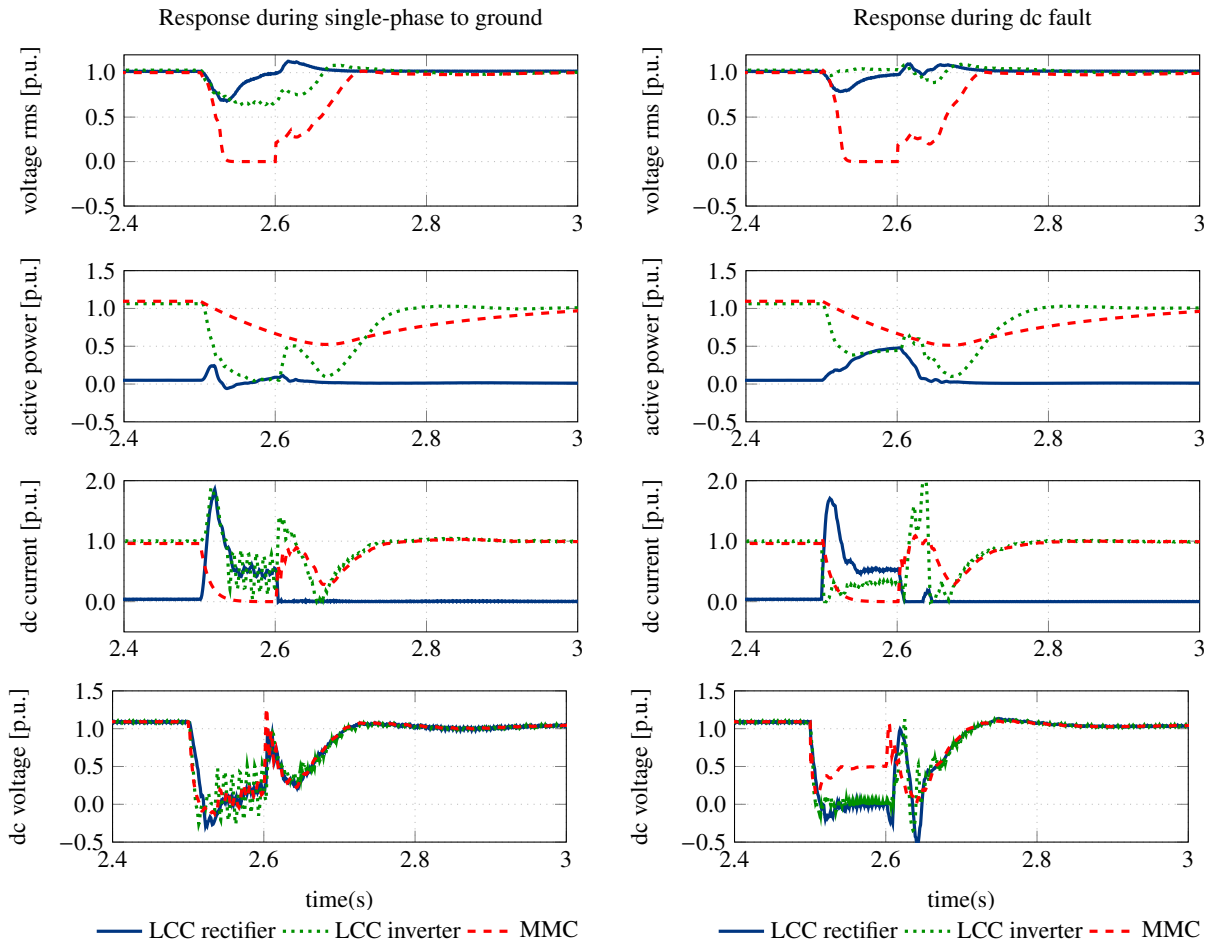 Response during single-phase to ground
voltage rms [p.u.]
1.0
0.5
0.0
−0.5
2.4 2.6 2.8 3
active power [p.u.]
1.5
1.0
0.5
0.0
−0.5
2.4 2.6 2.8 3
dc current [p.u.]
2.0
1.0
0.0
2.4 2.6 2.8 3
dc voltage [p.u.]
1.5
1.0
0.5
0.0
−0.5
2.4 2.6 2.8 3
time(s)
LCC rectifier LCC inverter MMC
Response during dc fault
voltage rms [p.u.]
1.0
0.5
0.0
−0.5
2.4 2.6 2.8 3
active power [p.u.]
1.5
1.0
0.5
0.0
−0.5
2.4 2.6 2.8 3
dc current [p.u.]
2.0
1.0
0.0
2.4 2.6 2.8 3
dc voltage [p.u.]
1.5
1.0
0.5
0.0
−0.5
2.4 2.6 2.8 3
time(s)
LCC rectifier LCC inverter MMC